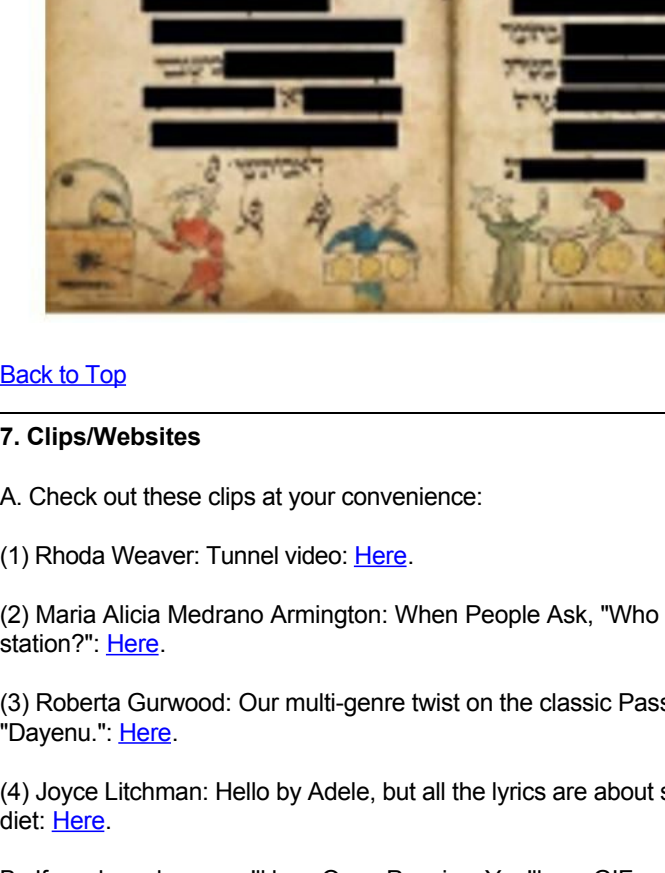 Back to Top
7. Clips/Websites
A. Check out these clips at your convenience:
(1) Rhoda Weaver: Tunnel video: Here.
(2) Maria Alicia Medrano Armington: When People Ask, "Who
station?": Here.
(3) Roberta Gurwood: Our multi-genre twist on the classic
"Dayenu.": Here.
(4) Joyce Litchman: Hello by Adele, but all the lyrics are about
diet: Here.